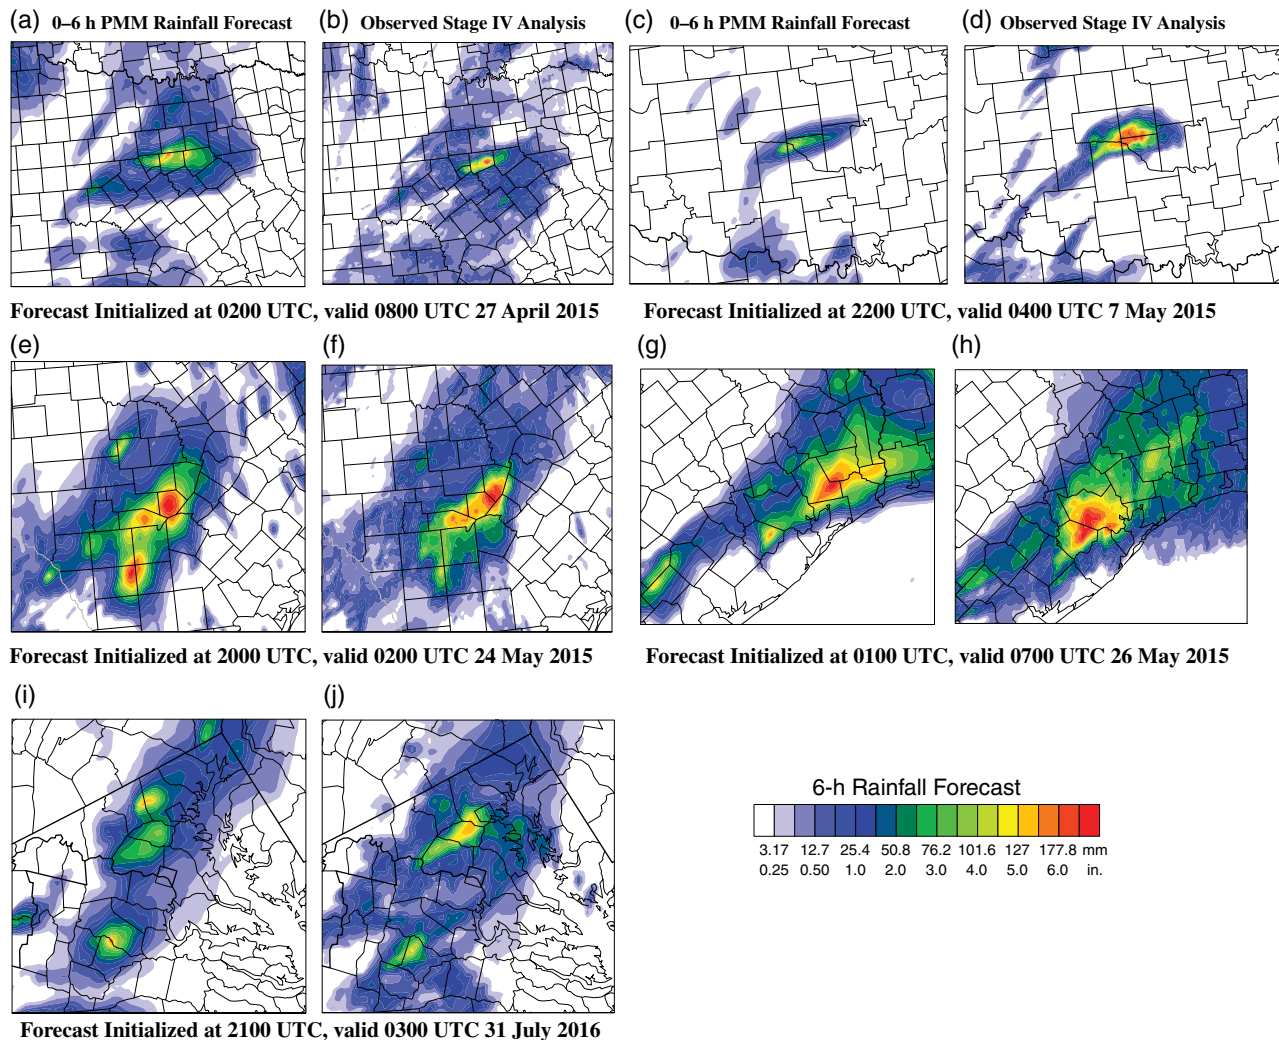 (a) 0–6 h PMM Rainfall Forecast
(b) Observed Stage IV Analysis
(c) 0–6 h PMM Rainfall Forecast
(d) Observed Stage IV Analysis
Forecast Initialized at 0200 UTC, valid 0800 UTC 27 April 2015
Forecast Initialized at 2200 UTC, valid 0400 UTC 7 May 2015
(e)
(f)
(g)
(h)
Forecast Initialized at 2000 UTC, valid 0200 UTC 24 May 2015
Forecast Initialized at 0100 UTC, valid 0700 UTC 26 May 2015
(i)
(j)
6-h Rainfall Forecast
3.17 12.7 25.4 50.8 76.2 101.6 127 177.8 mm
0.25 0.50 1.0 2.0 3.0 4.0 5.0 6.0 in.
Forecast Initialized at 2100 UTC, valid 0300 UTC 31 July 2016